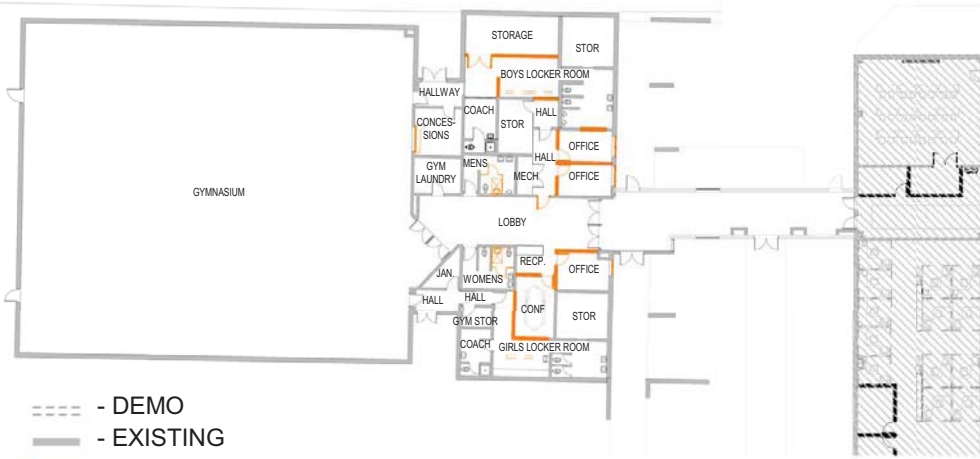 STORAGE
STOR
BOYS LOCKER ROOM
HALLWAY
COACH
STOR
HALL
CONCES-
SIONS
OFFICE
HALL
MENS
GYM
LAUNDRY
MECH
OFFICE
GYMNASIUM
LOBBY
RECP.
OFFICE
JAN.
WOMENS
HALL
HALL
CONF
STOR
GYM STOR
COACH
GIRLS LOCKER ROOM
- DEMO
- EXISTING